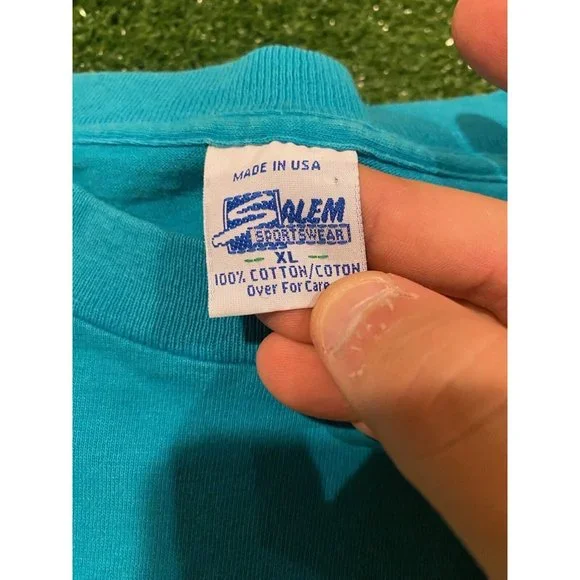 MADE IN USA
SALEM
SPORTSWEAR
XL
100% COTTON/COTON
Over For Care